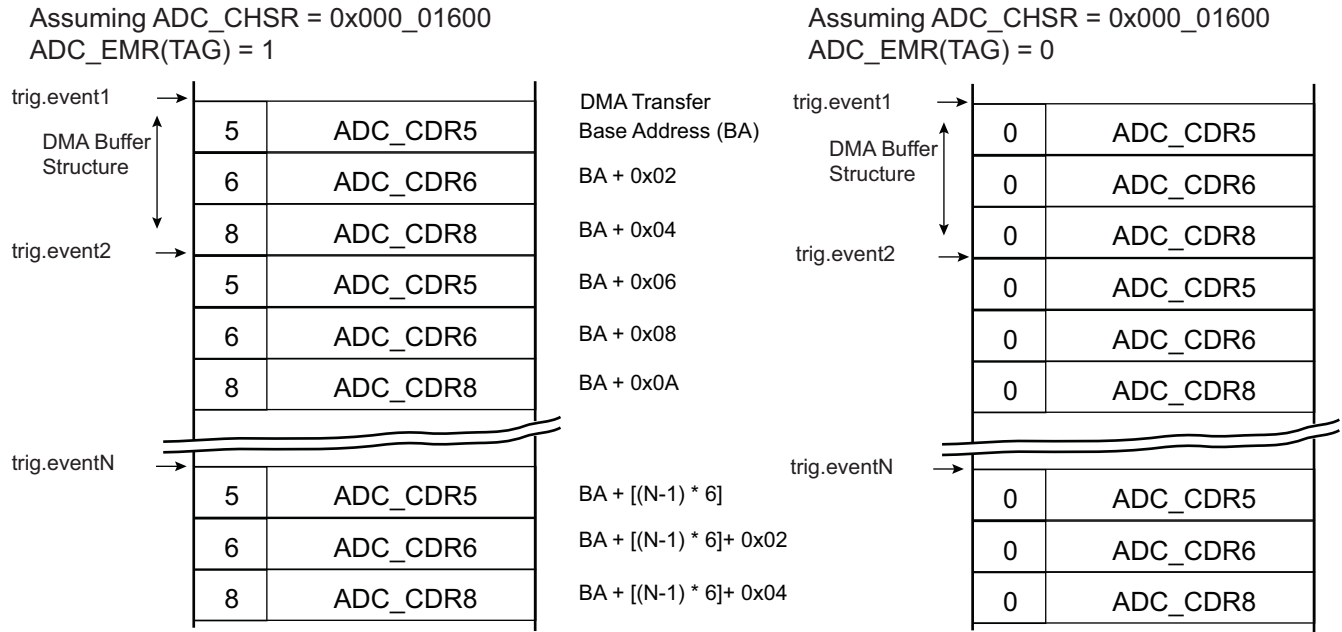 Assuming ADC_CHSR = 0x000_01600
ADC_EMR(TAG) = 1
trig.event1
DMA Buffer
Structure
trig.event2
5 ADC_CDR5
6 ADC_CDR6
8 ADC_CDR8
5 ADC_CDR5
6 ADC_CDR6
8 ADC_CDR8
trig.eventN
5 ADC_CDR5
6 ADC_CDR6
8 ADC_CDR8
DMA Transfer
Base Address (BA)
BA + 0x02
BA + 0x04
BA + 0x06
BA + 0x08
BA + 0x0A
BA + [(N-1) * 6]
BA + [(N-1) * 6]+ 0x02
BA + [(N-1) * 6]+ 0x04
Assuming ADC_CHSR = 0x000_01600
ADC_EMR(TAG) = 0
trig.event1
DMA Buffer
Structure
trig.event2
0 ADC_CDR5
0 ADC_CDR6
0 ADC_CDR8
0 ADC_CDR5
0 ADC_CDR6
0 ADC_CDR8
trig.eventN
0 ADC_CDR5
0 ADC_CDR6
0 ADC_CDR8